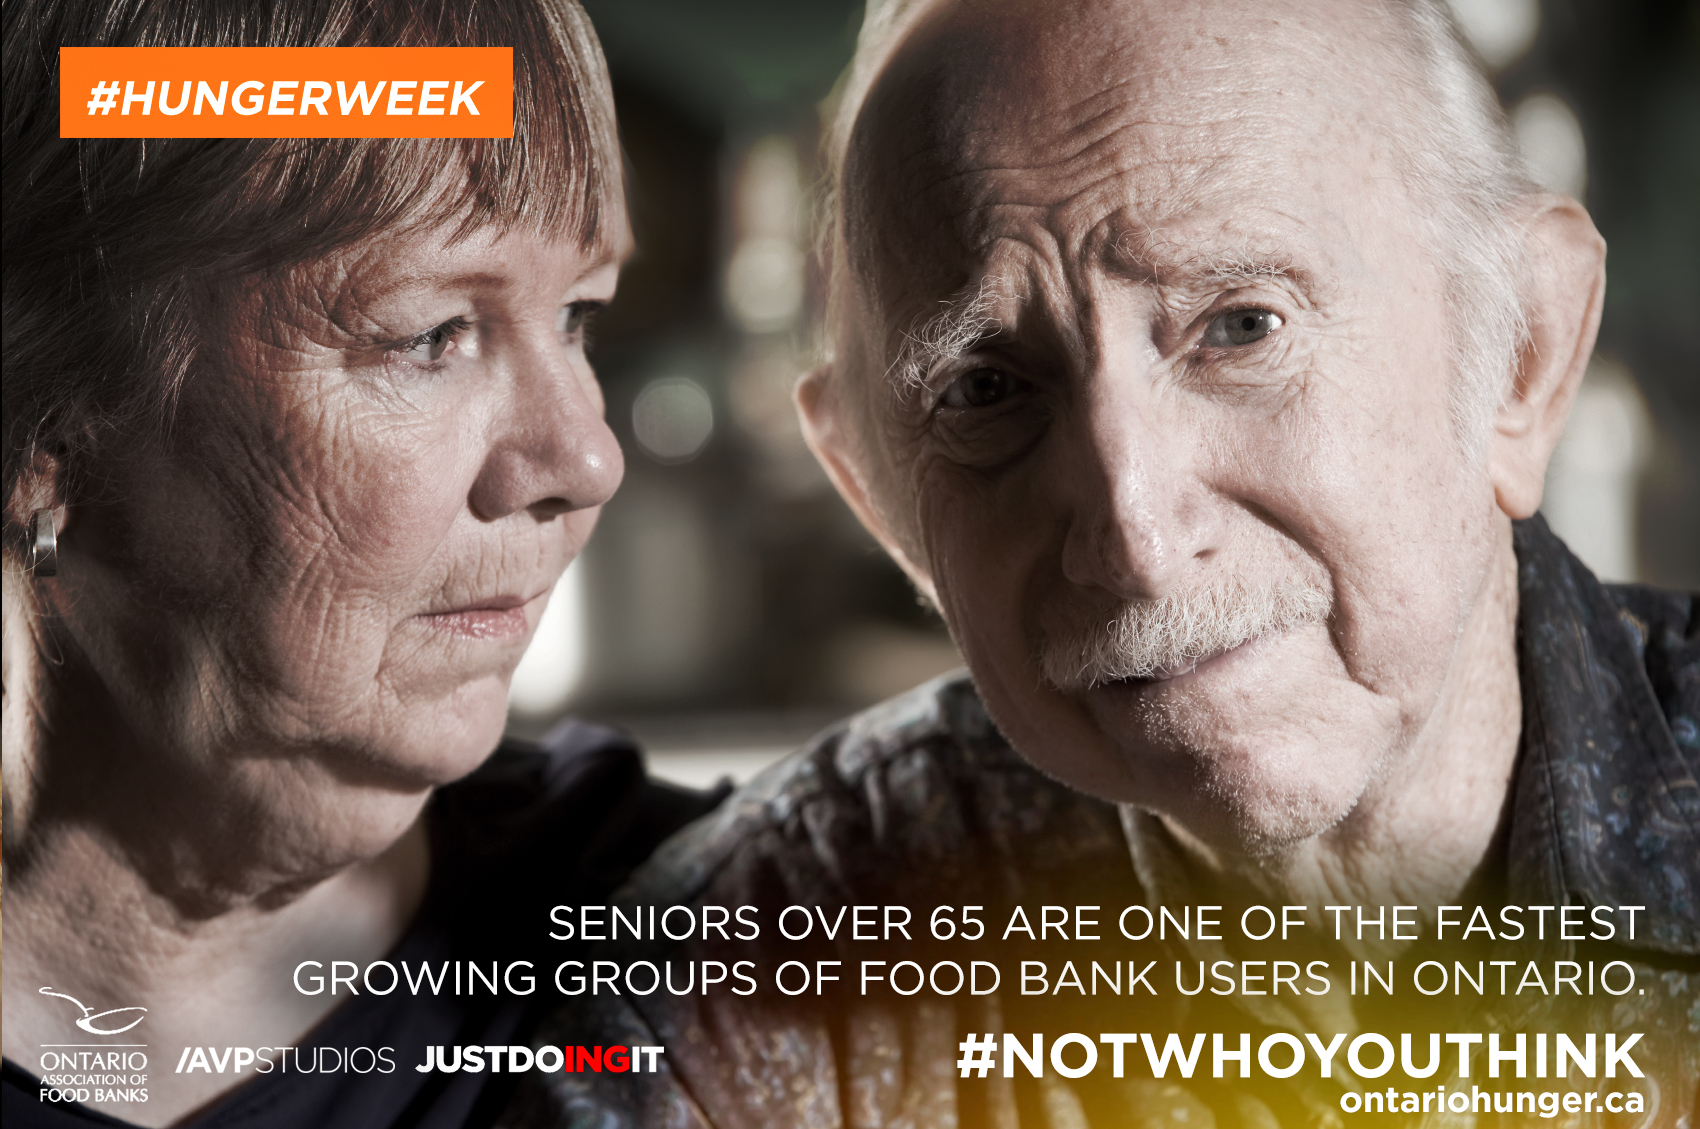 #HUNGERWEEK
SENIORS OVER 65 ARE ONE OF THE FASTEST
GROWING GROUPS OF FOOD BANK USERS IN ONTARIO.
#NOTWHOYOUTHINK
ontariohunger.ca
ONTARIO
ASSOCIATION OF
FOOD BANKS
//AVPSTUDIOS
JUSTDOINGIT